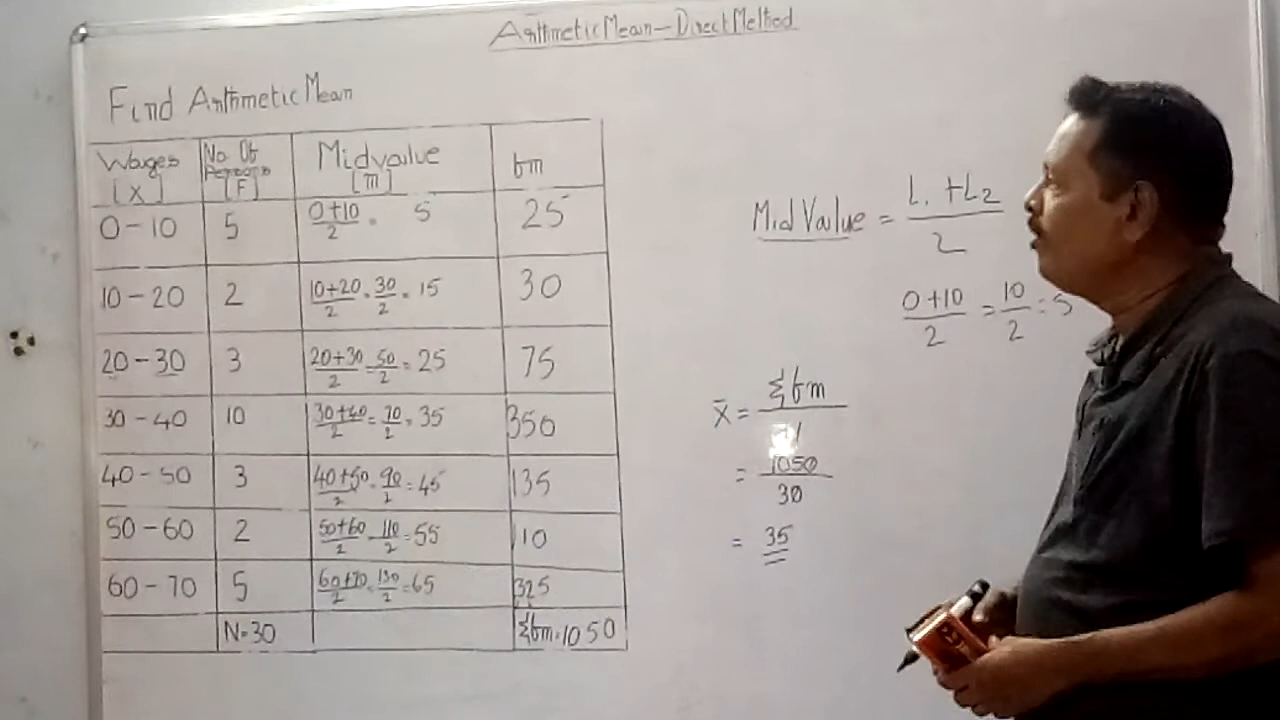 Arithmetic Mean - Direct Method
Find Arithmetic Mean
Wages [X] No. Of Persons [F] Midvalue [m] fm
0-10 5 0+10/2 = 5 25
10-20 2 10+20/2 = 30/2 = 15 30
20-30 3 20+30/2 = 50/2 = 25 75
30-40 10 30+40/2 = 70/2 = 35 350
40-50 3 40+50/2 = 90/2 = 45 135
50-60 2 50+60/2 = 110/2 = 55 110
60-70 5 60+70/2 = 130/2 = 65 325
N=30 Σfm=1050
Mid Value = L1+L2/2
0+10/2 = 10/2 = 5
X̄ = Σfm
= 1050/30
= 35